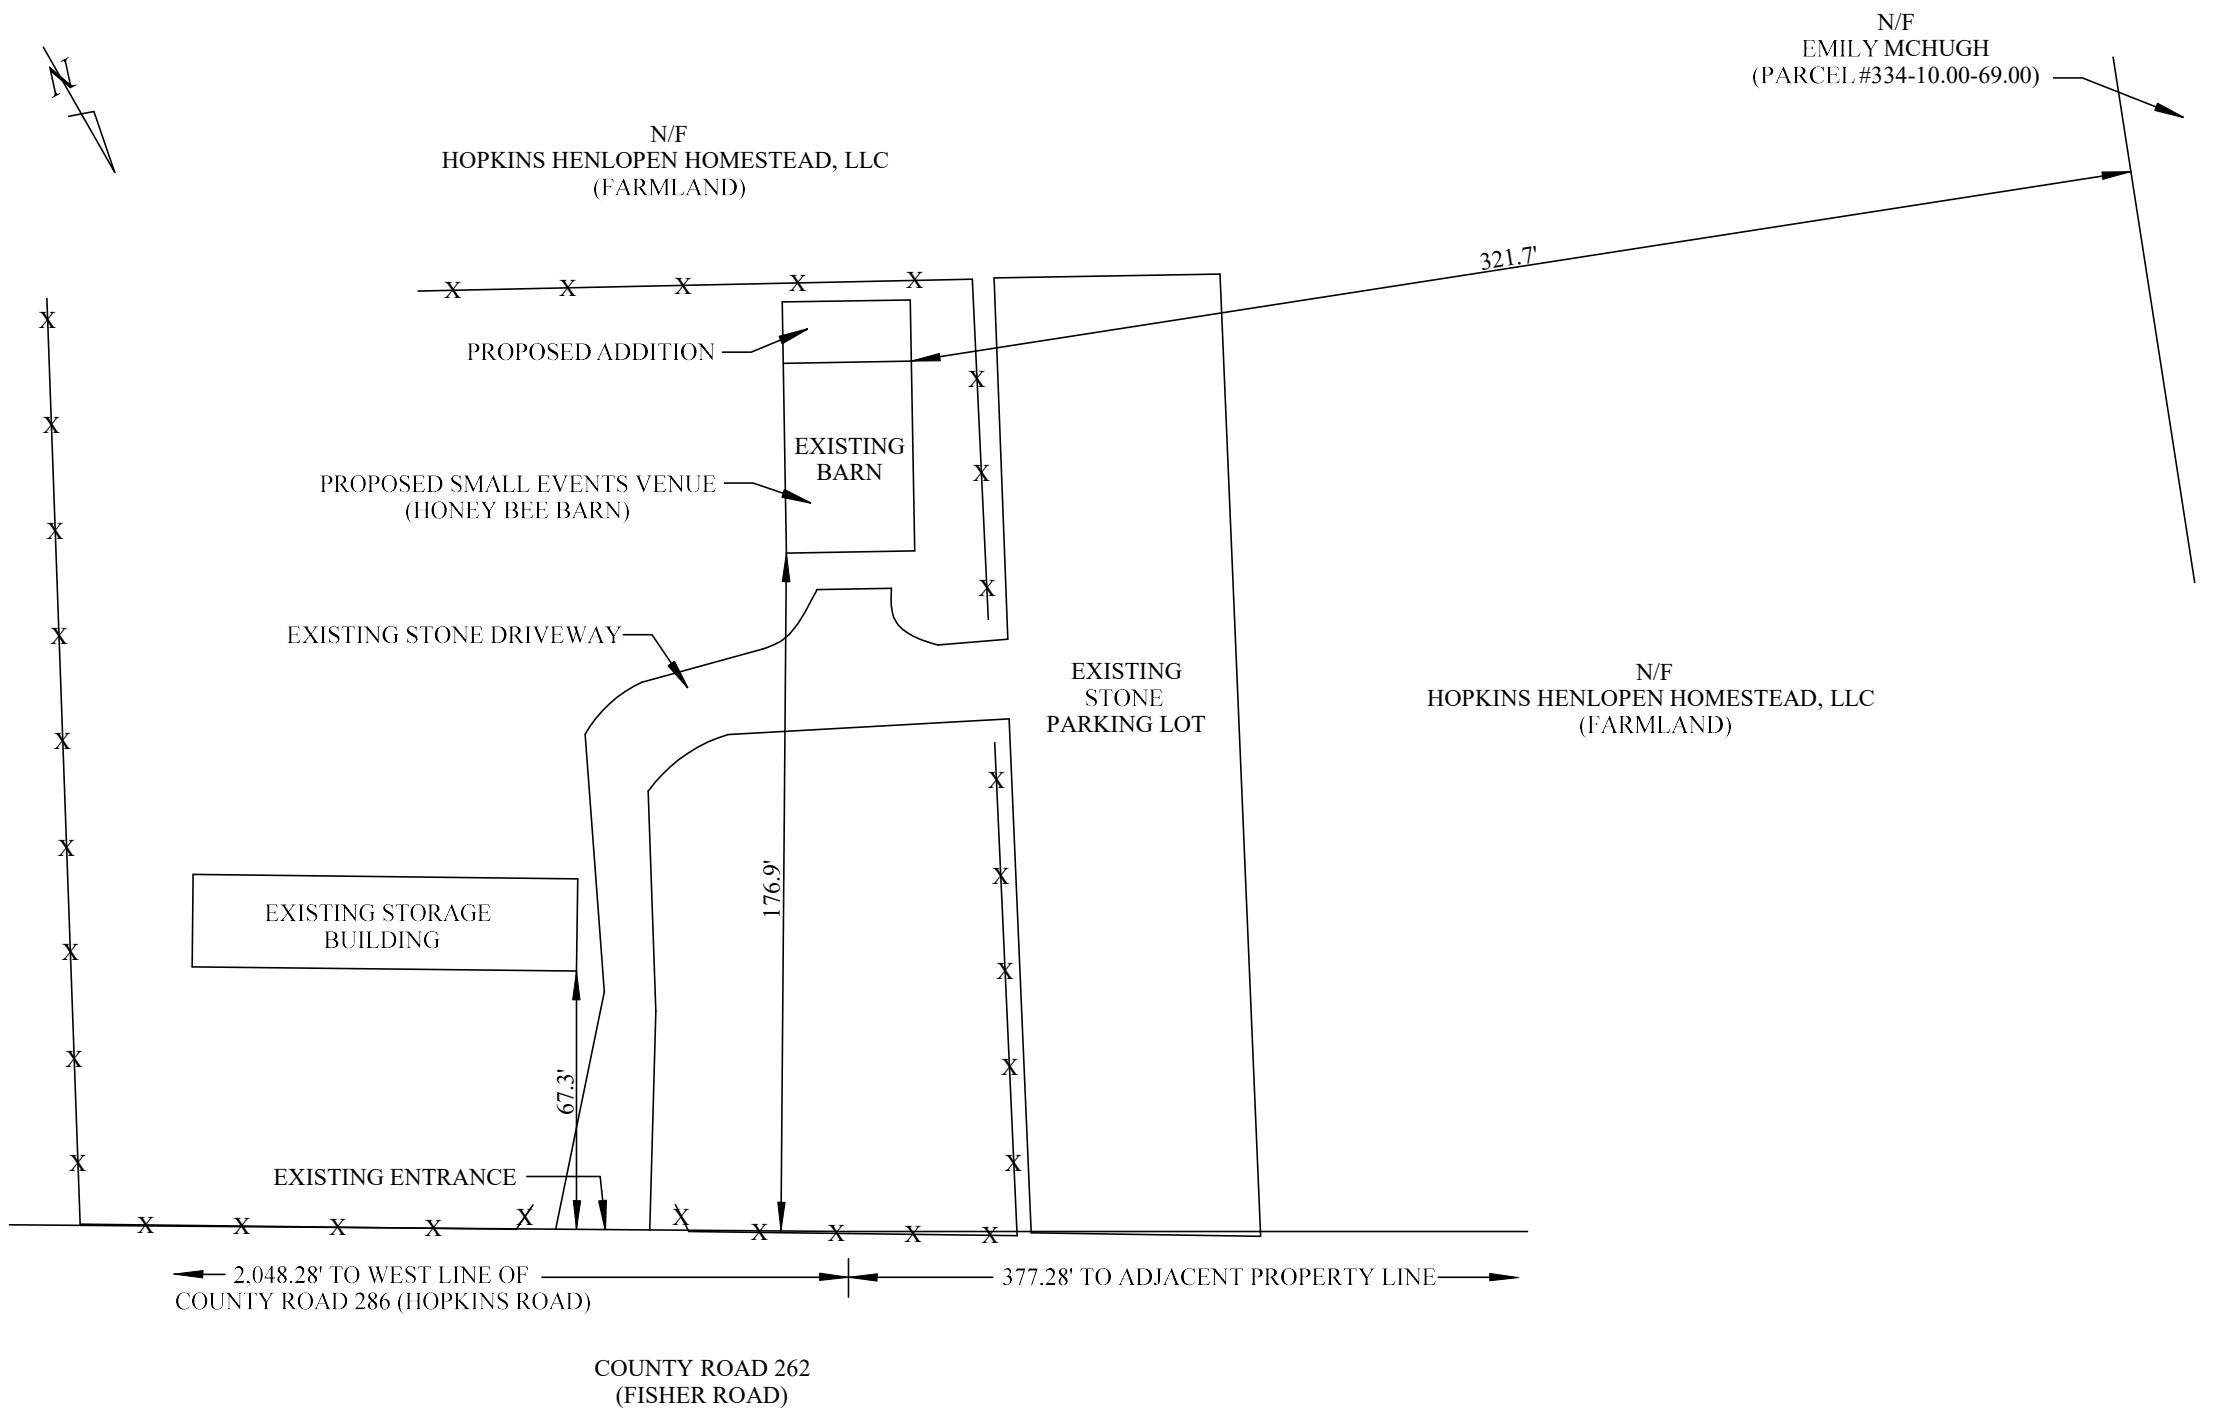 N/F
EMILY MCHUGH
(PARCEL #334-10.00-69.00)
N
N/F
HOPKINS HENLOPEN HOMESTEAD, LLC
(FARMLAND)
321.7'
X X X X X
X
PROPOSED ADDITION
X
X
EXISTING
BARN
X
PROPOSED SMALL EVENTS VENUE
(HONEY BEE BARN)
X
X
EXISTING STONE DRIVEWAY
X
EXISTING
STONE
PARKING LOT
N/F
HOPKINS HENLOPEN HOMESTEAD, LLC
(FARMLAND)
X
X
X
176.9'
X
EXISTING STORAGE
BUILDING
X
X
X
X
67.3'
X
X
X
EXISTING ENTRANCE
X X X X X X X X X X
2,048.28' TO WEST LINE OF
COUNTY ROAD 286 (HOPKINS ROAD)
377.28' TO ADJACENT PROPERTY LINE
COUNTY ROAD 262
(FISHER ROAD)